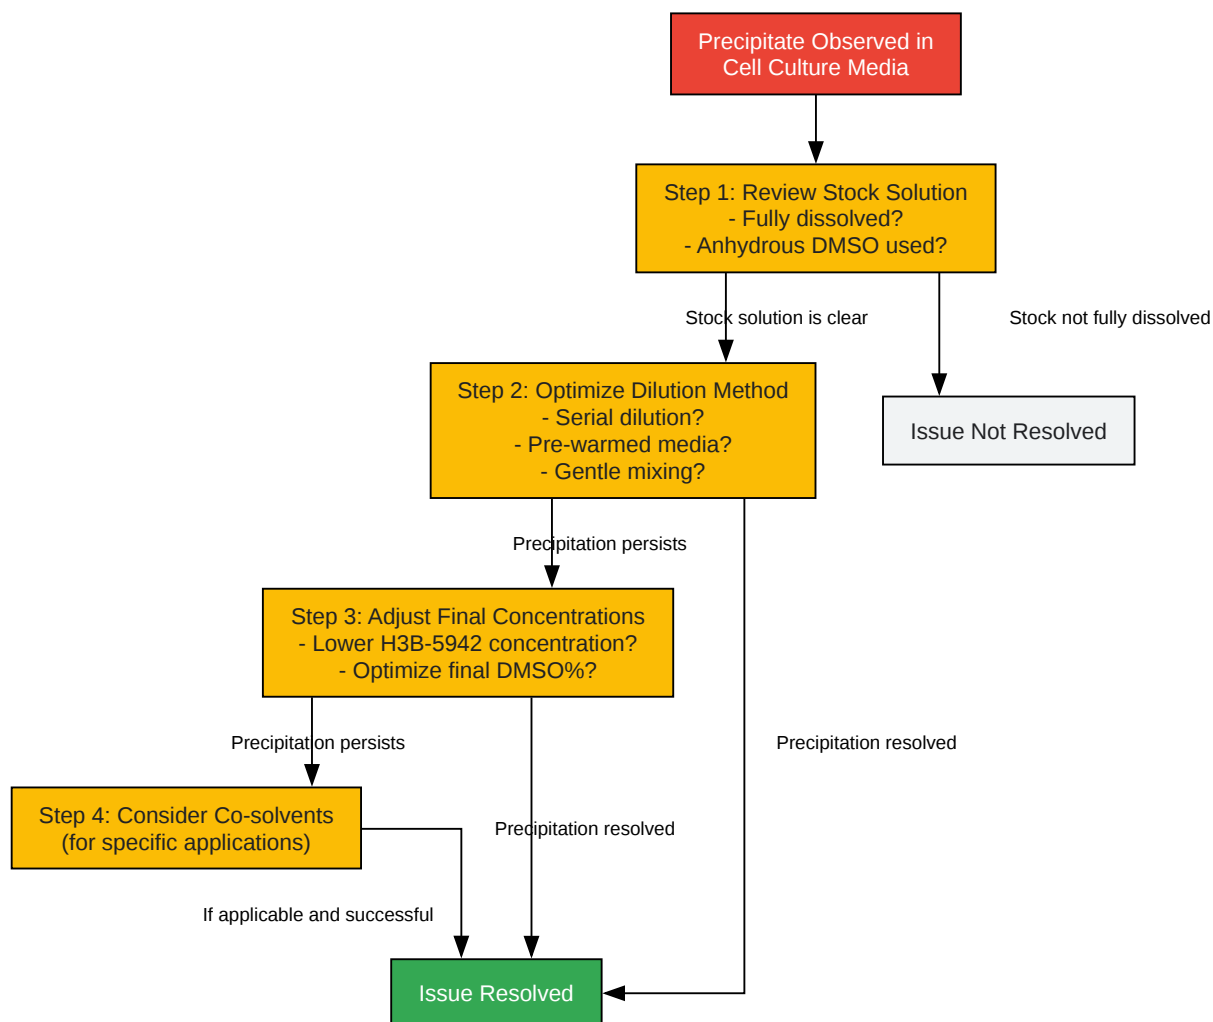 Precipitate Observed in
Cell Culture Media
Step 1: Review Stock Solution
- Fully dissolved?
- Anhydrous DMSO used?
Stock solution is clear
Stock not fully dissolved
Step 2: Optimize Dilution Method
- Serial dilution?
- Pre-warmed media?
- Gentle mixing?
Issue Not Resolved
Precipitation persists
Step 3: Adjust Final Concentrations
- Lower H3B-5942 concentration?
- Optimize final DMSO%?
Precipitation persists
Precipitation resolved
Step 4: Consider Co-solvents
(for specific applications)
Precipitation resolved
If applicable and successful
Issue Resolved